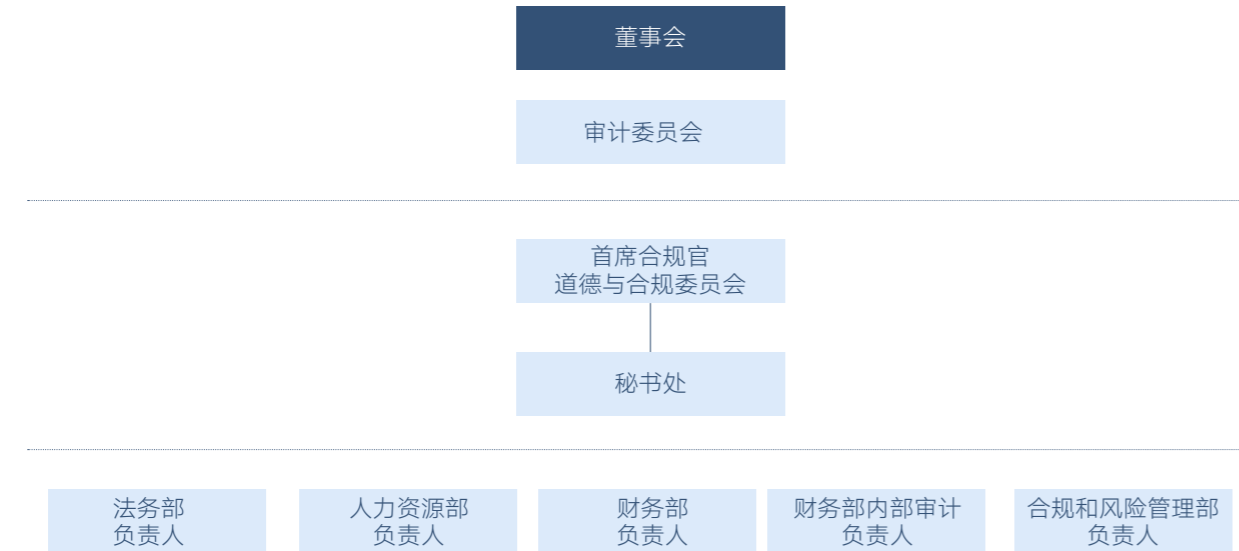 董事会
审计委员会
首席合规官
道德与合规委员会
秘书处
法务部
负责人
人力资源部
负责人
财务部
负责人
财务部内部审计
负责人
合规和风险管理部
负责人